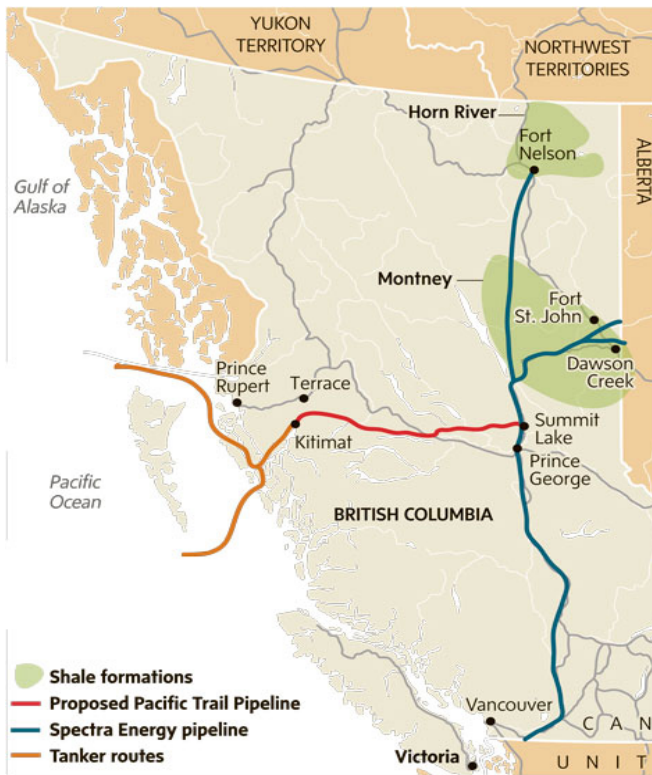 YUKON
TERRITORY
NORTHWEST
TERRITORIES
Horn River
Fort
Nelson
ALBERTA
Gulf of
Alaska
Montney
Fort
St. John
Dawson
Creek
Prince
Rupert
Terrace
Kitimat
Summit
Lake
Prince
George
Pacific
Ocean
BRITISH COLUMBIA
Shale formations
Proposed Pacific Trail Pipeline
Spectra Energy pipeline
Tanker routes
Vancouver
Victoria
CAN
UNIT